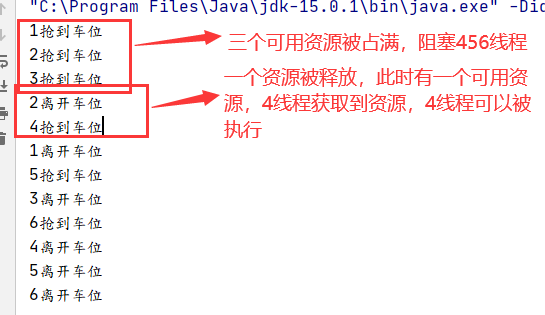 "C:\Program Files\Java\jdk-15.0.1\bin\java.exe" -Did
1抢到车位
2抢到车位
3抢到车位
2离开车位
4抢到车位
1离开车位
5抢到车位
3离开车位
6抢到车位
4离开车位
5离开车位
6离开车位
三个可用资源被占满，阻塞456线程
一个资源被释放，此时有一个可用资
源，4线程获取到资源，4线程可以被
执行